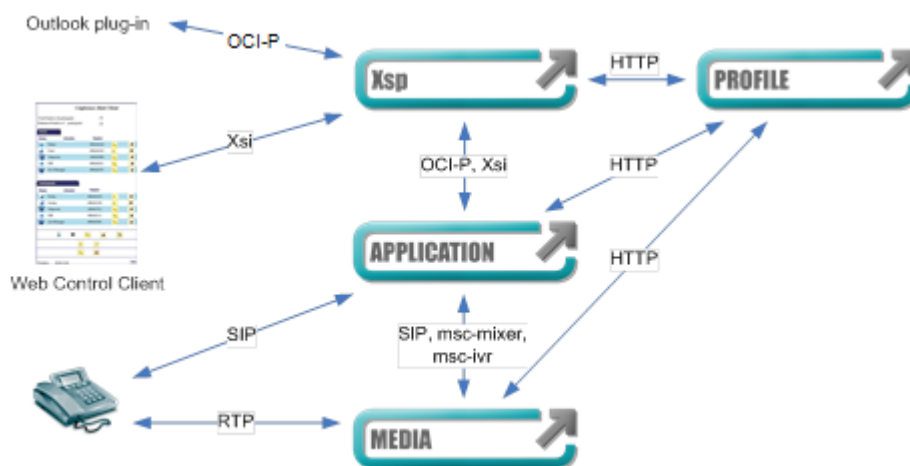 Outlook plug-in
OCI-P
Xsp
HTTP
PROFILE
Xsi
OCI-P, Xsi
HTTP
APPLICATION
HTTP
Web Control Client
SIP
SIP, msc-mixer,
msc-ivr
RTP
MEDIA